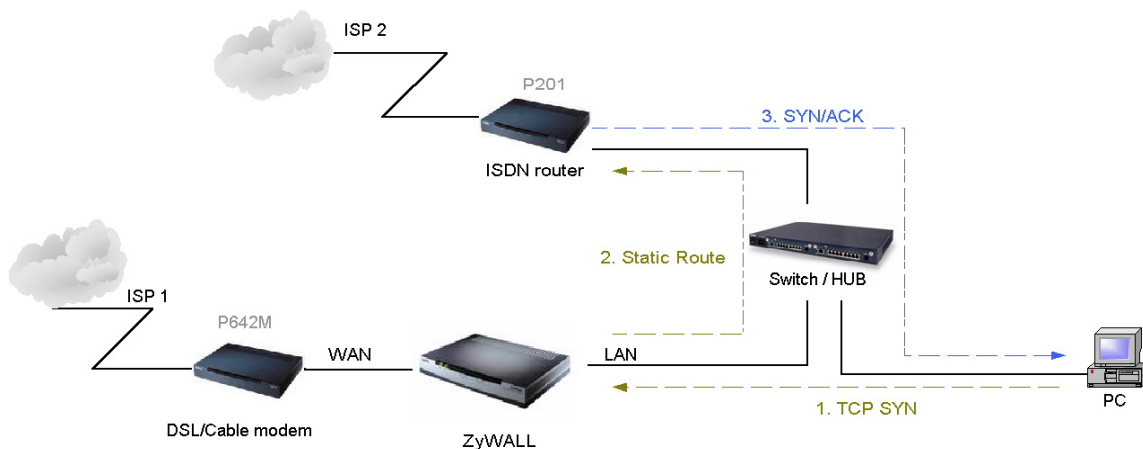 ISP 2
P201
3. SYN/ACK
ISDN router
2. Static Route
Switch / HUB
ISP 1
P642M
WAN
LAN
1. TCP SYN
PC
DSL/Cable modem
ZyWALL